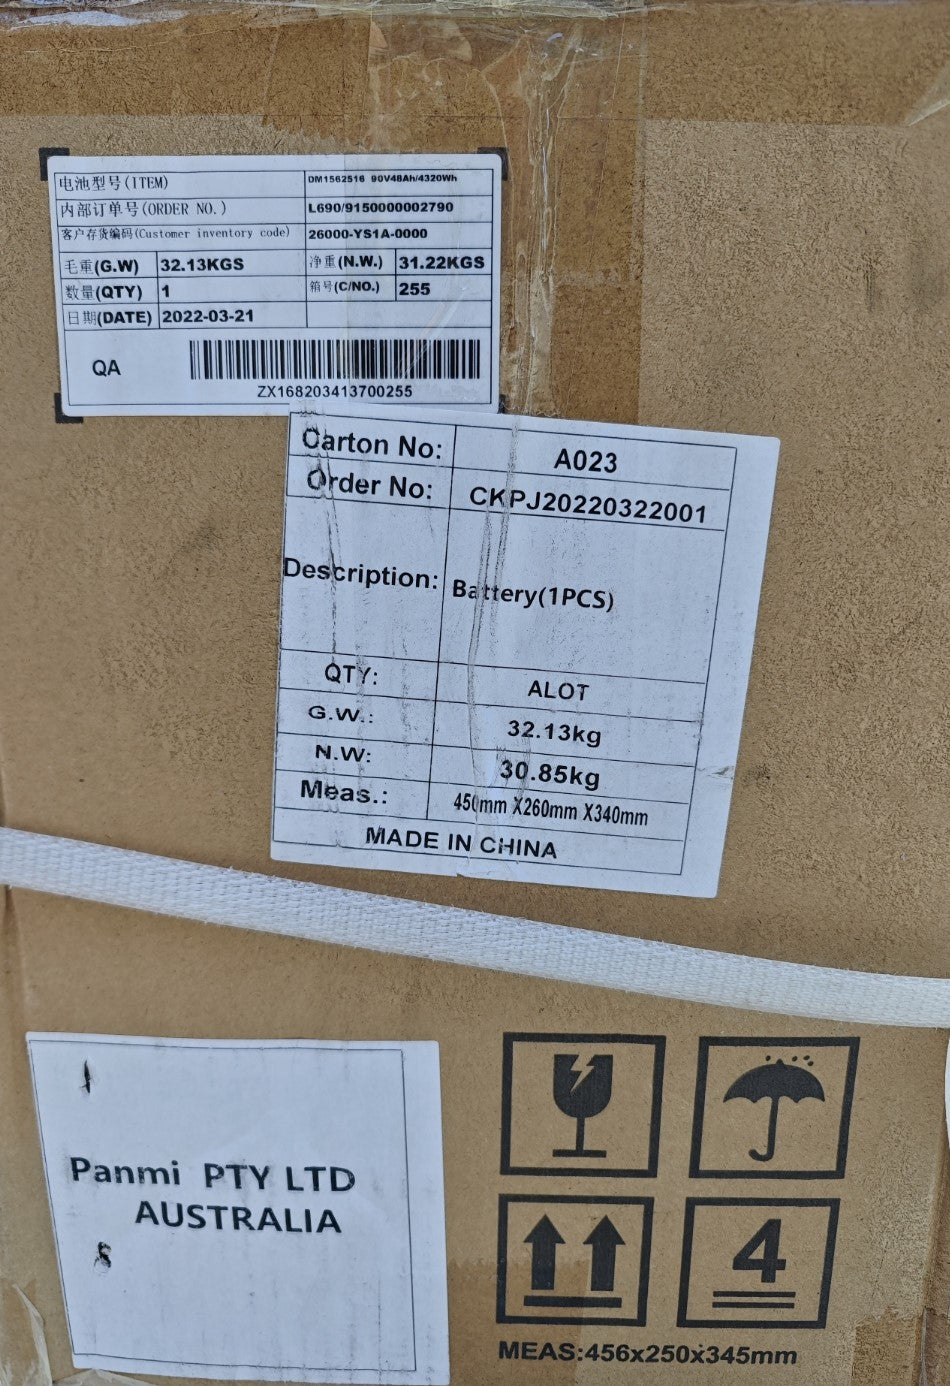 电池型号(ITEM) DM1562516 90V48Ah/4320Wh
内部订单号(ORDER NO.) L690/9150000002790
客户存货编码(Customer inventory code) 26000-YS1A-0000
毛重(G.W) 32.13KGS 净重(N.W.) 31.22KGS
数量(QTY) 1 箱号(C/NO.) 255
日期(DATE) 2022-03-21
QA
ZX168203413700255
Carton No: A023
Order No: CKPJ20220322001
Description: Battery(1PCS)
QTY: ALOT
G.W.: 32.13kg
N.W: 30.85kg
Meas.: 450mm X260mm X340mm
MADE IN CHINA
Panmi PTY LTD
AUSTRALIA
4
MEAS:456x250x345mm